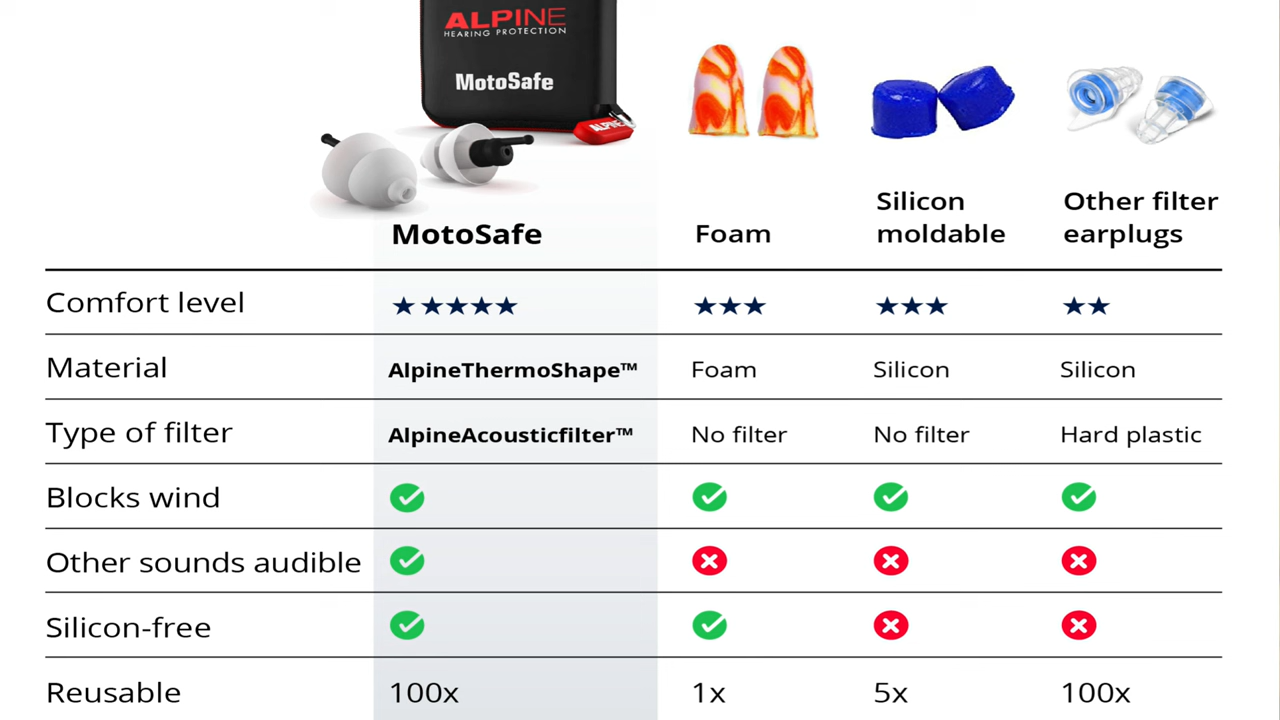 ALPINE
HEARING PROTECTION
MotoSafe
ALPINE
MotoSafe
Foam
Silicon
moldable
Other filter
earplugs
Comfort level
Material AlpineThermoShape™ Foam Silicon Silicon
Type of filter AlpineAcousticfilter™ No filter No filter Hard plastic
Blocks wind
Other sounds audible
Silicon-free
Reusable 100x 1x 5x 100x